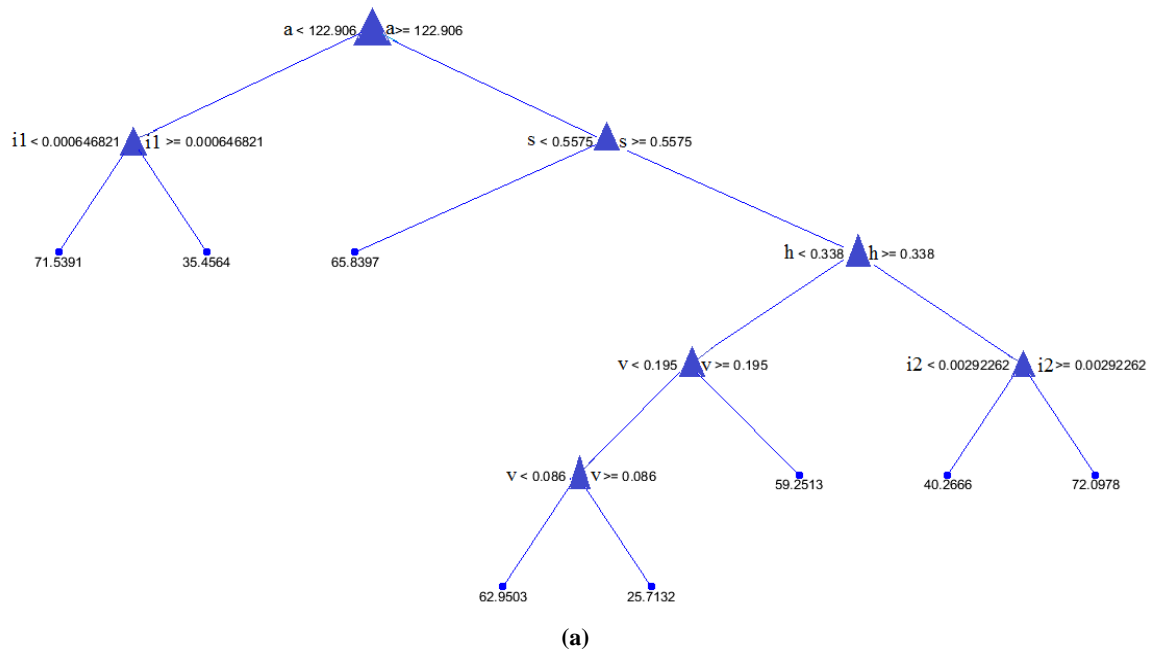 a < 122.906 a >= 122.906
i1 < 0.000646821 i1 >= 0.000646821
s < 0.5575 s >= 0.5575
71.5391
35.4564
65.8397
h < 0.338 h >= 0.338
v < 0.195 v >= 0.195
i2 < 0.00292262 i2 >= 0.00292262
v < 0.086 v >= 0.086
59.2513
40.2666
72.0978
62.9503
25.7132
(a)